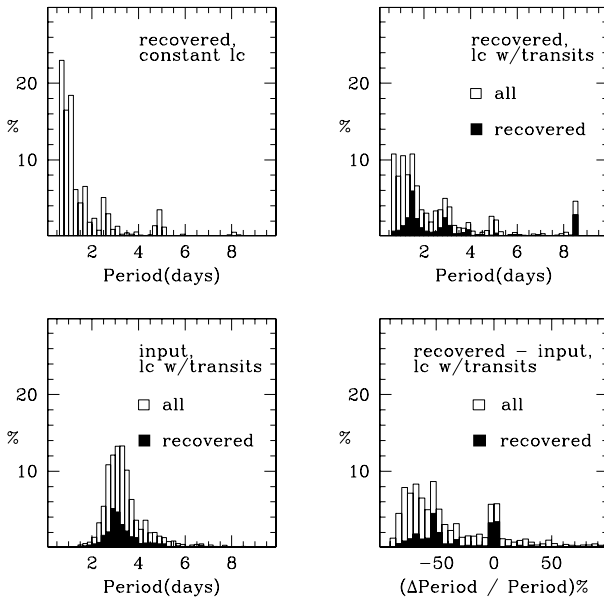 recovered,
constant lc
20
%
10
2 4 6 8
Period(days)
recovered,
lc w/transits
all
recovered
20
%
10
2 4 6 8
Period(days)
input,
lc w/transits
all
recovered
20
%
10
2 4 6 8
Period(days)
recovered − input,
lc w/transits
all
recovered
20
%
10
−50 0 50
(ΔPeriod / Period)%